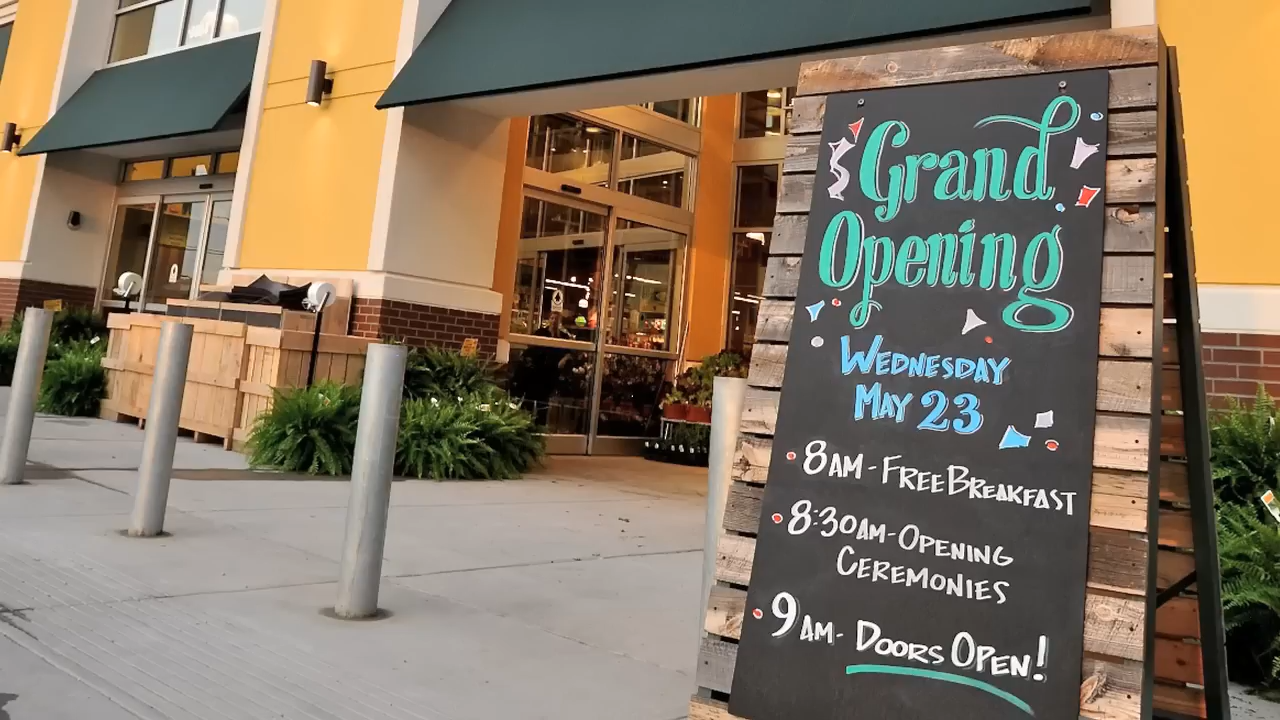 Grand
Opening
WEDNESDAY
MAY 23
8AM - FREE BREAKFAST
8:30AM - OPENING
CEREMONIES
9AM - DOORS OPEN!